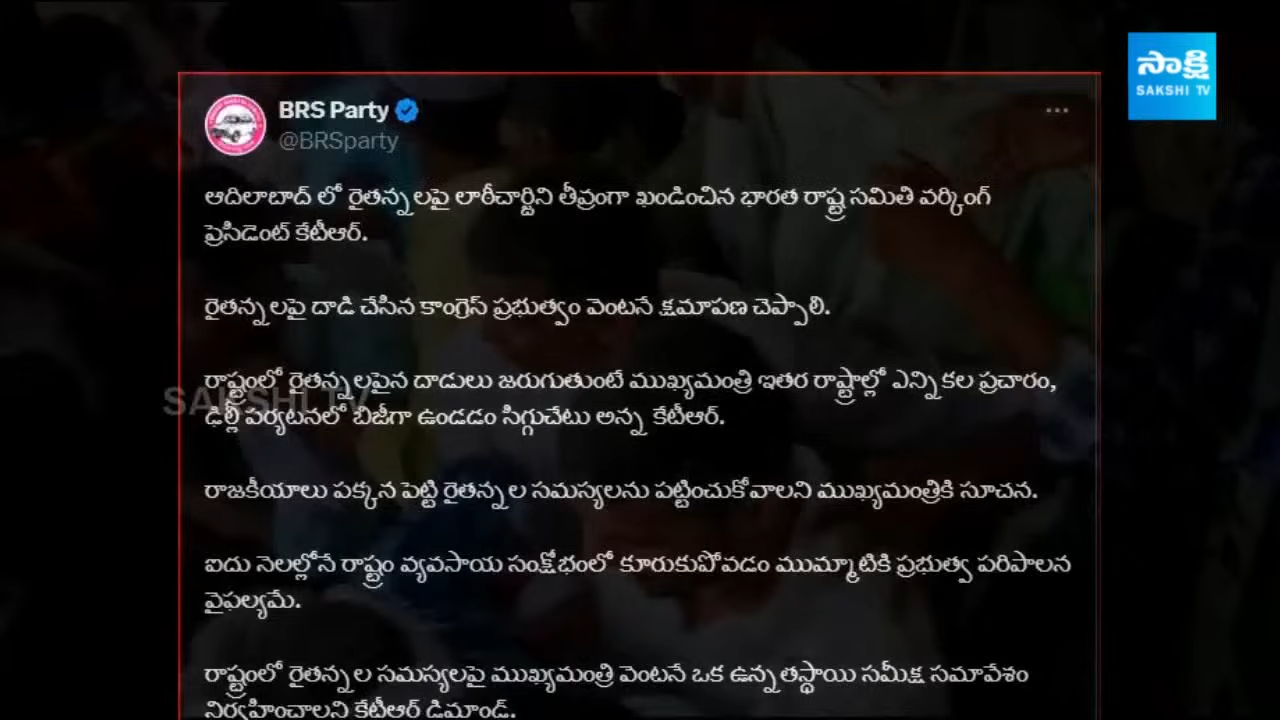 సాక్షి
SAKSHI TV
BRS Party
@BRSparty
ఆదిలాబాద్ లో రైతన్నలపై లాఠీచార్జిని తీవ్రంగా ఖండించిన భారత రాష్ట్ర సమితి వర్కింగ్
ప్రెసిడెంట్ కేటీఆర్.
రైతన్నలపై దాడి చేసిన కాంగ్రెస్ ప్రభుత్వం వెంటనే క్షమాపణ చెప్పాలి.
రాష్ట్రంలో రైతన్నలపైన దాడులు జరుగుతుంటే ముఖ్యమంత్రి ఇతర రాష్ట్రాల్లో ఎన్నికల ప్రచారం,
ఢిల్లీ పర్యటనలో బిజీగా ఉండడం సిగ్గుచేటు అన్న కేటీఆర్.
SAKSHI TV
రాజకీయాలు పక్కన పెట్టి రైతన్నల సమస్యలను పట్టించుకోవాలని ముఖ్యమంత్రికి సూచన.
ఐదు నెలల్లోనే రాష్ట్రం వ్యవసాయ సంక్షోభంలో కూరుకుపోవడం ముమ్మాటికి ప్రభుత్వ పరిపాలన
వైఫల్యమే.
రాష్ట్రంలో రైతన్నల సమస్యలపై ముఖ్యమంత్రి వెంటనే ఒక ఉన్నతస్థాయి సమీక్ష సమావేశం
నిర్వహించాలని కేటీఆర్ డిమాండ్.